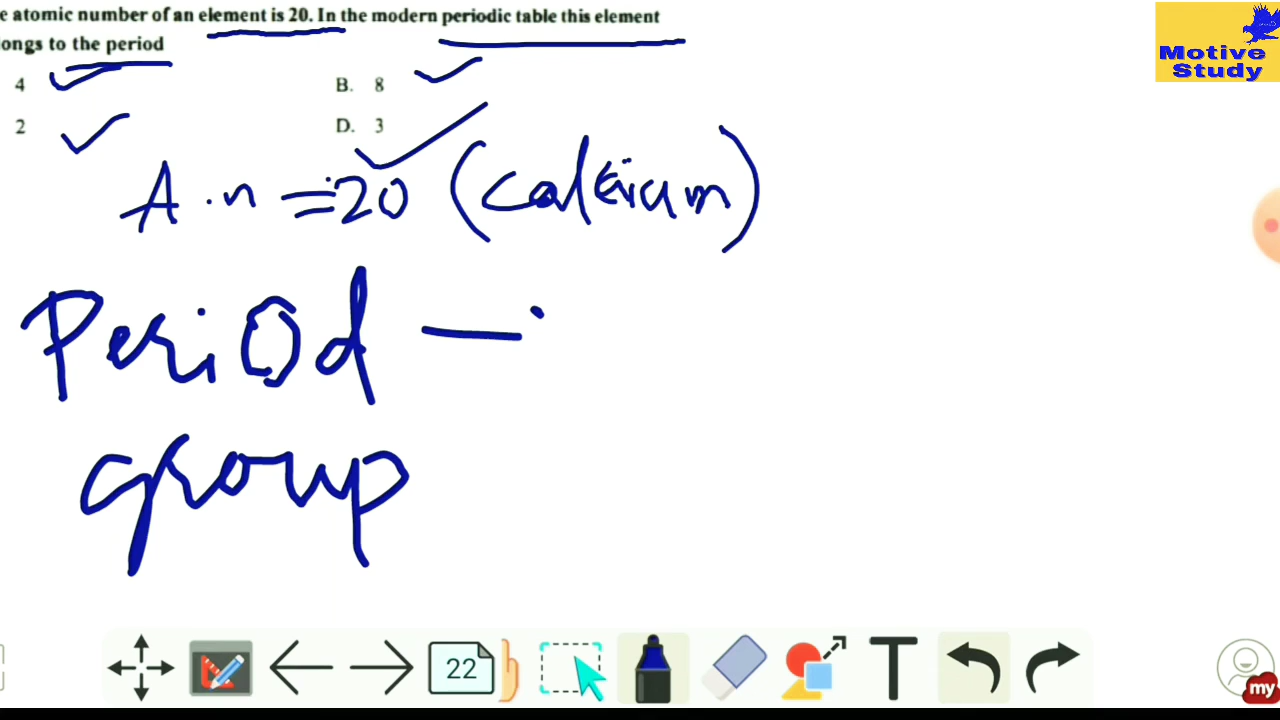 e atomic number of an element is 20. In the modern periodic table this element
longs to the period
4 B. 8
2 D. 3
A.n = 20 (calcium)
Period —
group
Motive
Study
22
T
my